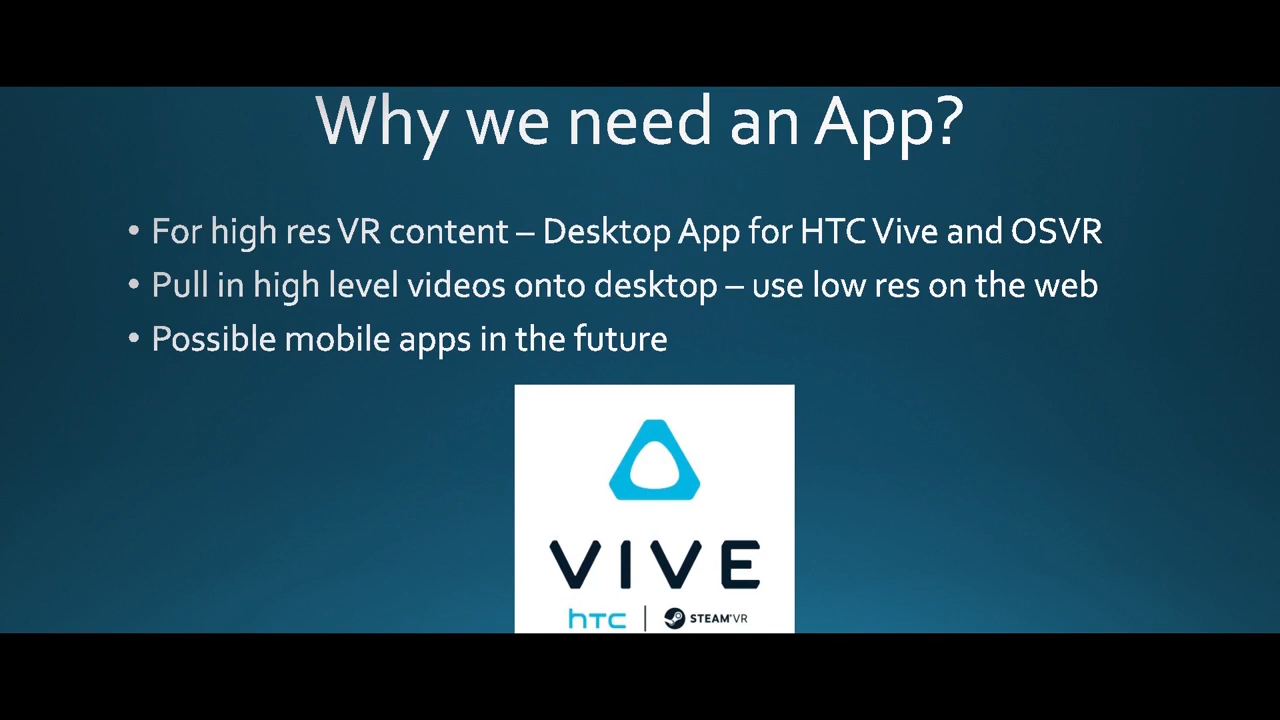 Why we need an App?
• For high res VR content – Desktop App for HTC Vive and OSVR
• Pull in high level videos onto desktop – use low res on the web
• Possible mobile apps in the future
VIVE
hTC | STEAM®VR